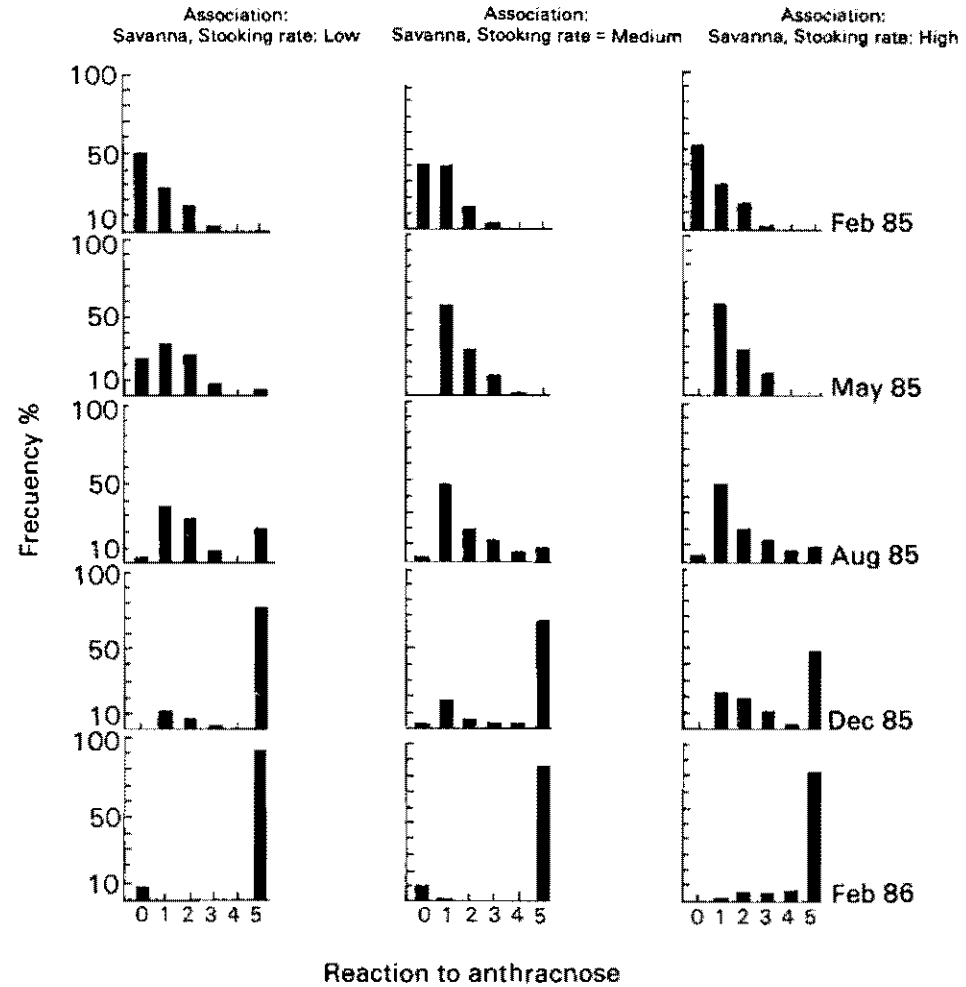 Association:
Savanna, Stooking rate: Low
Association:
Savanna, Stooking rate = Medium
Association:
Savanna, Stooking rate: High
Frecuency %
100
50
10
Feb 85
100
50
10
May 85
100
50
10
Aug 85
100
50
10
Dec 85
100
50
10
Feb 86
0 1 2 3 4 5
0 1 2 3 4 5
0 1 2 3 4 5
Reaction to anthracnose